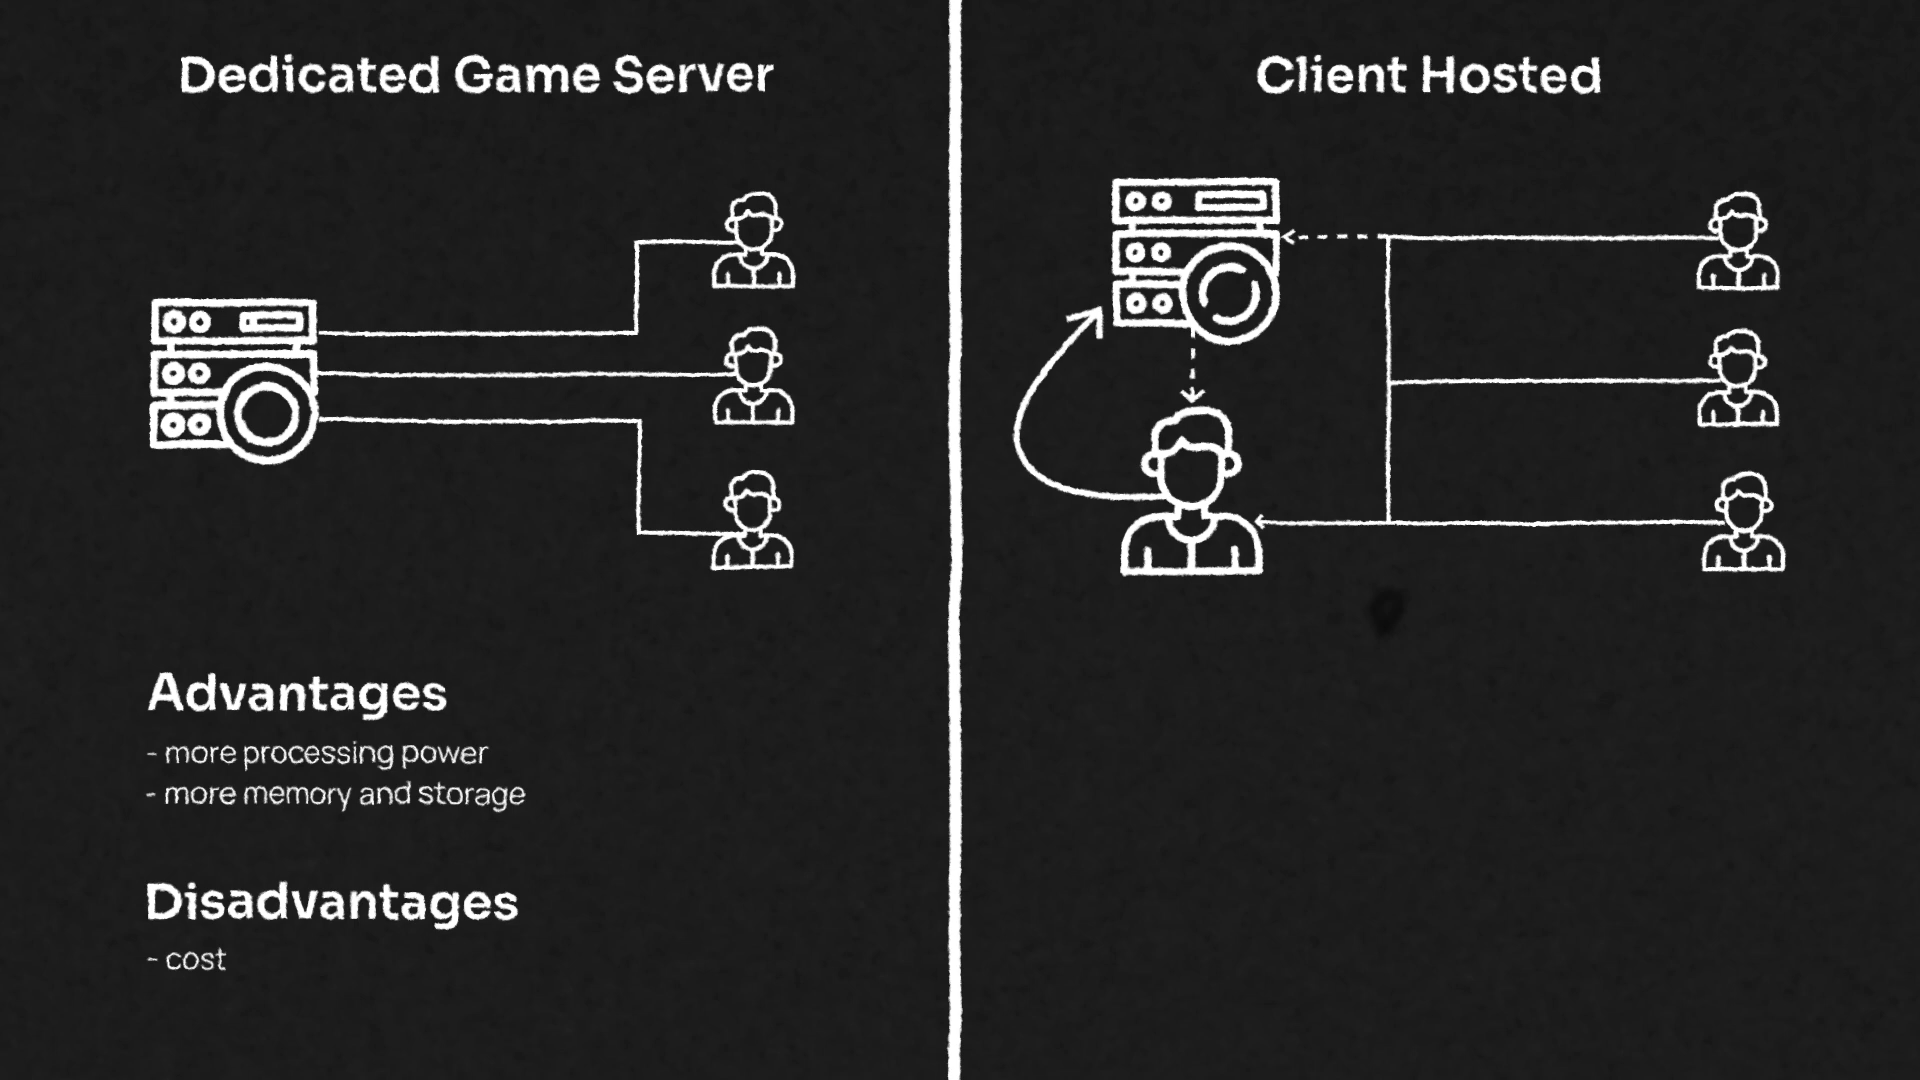 Dedicated Game Server
Client Hosted
Advantages
- more processing power
- more memory and storage
Disadvantages
- cost